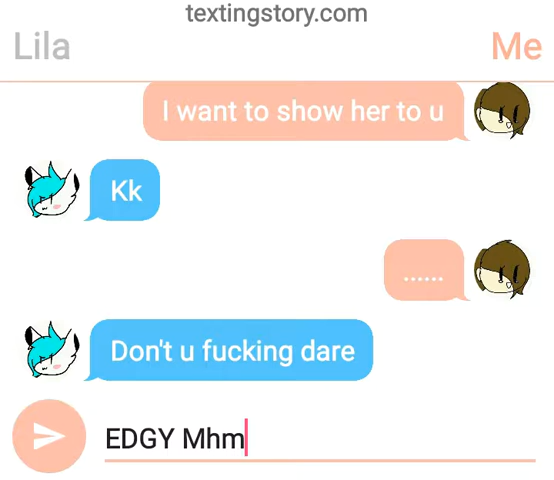 textingstory.com
Lila
Me
I want to show her to u
Kk
......
Don't u fucking dare
EDGY Mhm